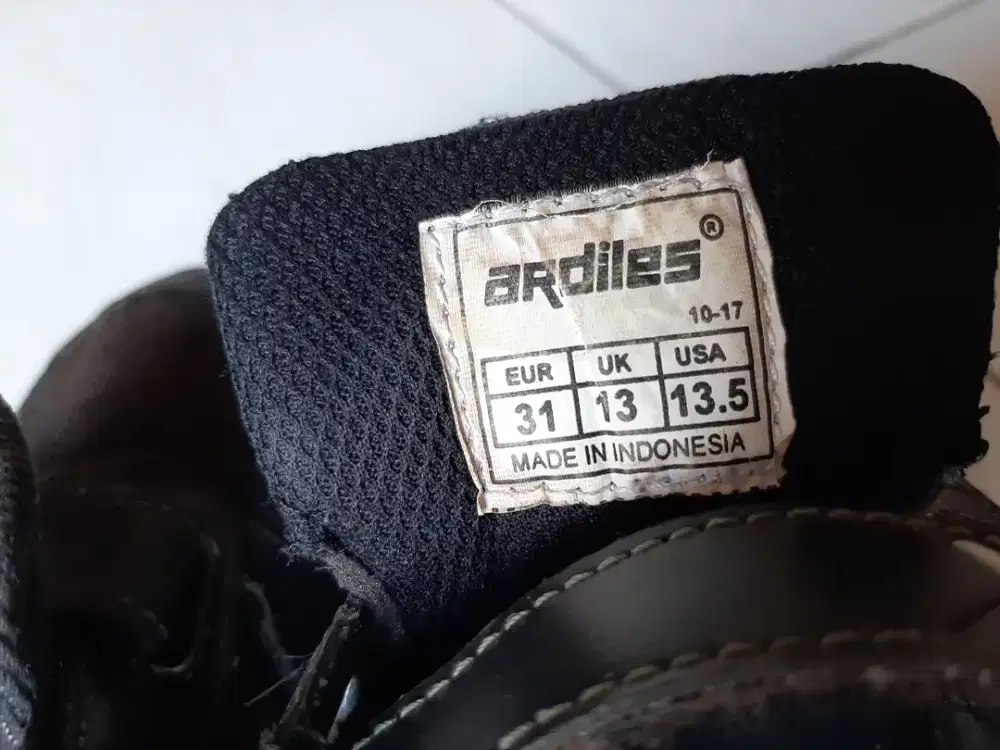 ARdiles®
10-17
EUR UK USA
31 13 13.5
MADE IN INDONESIA